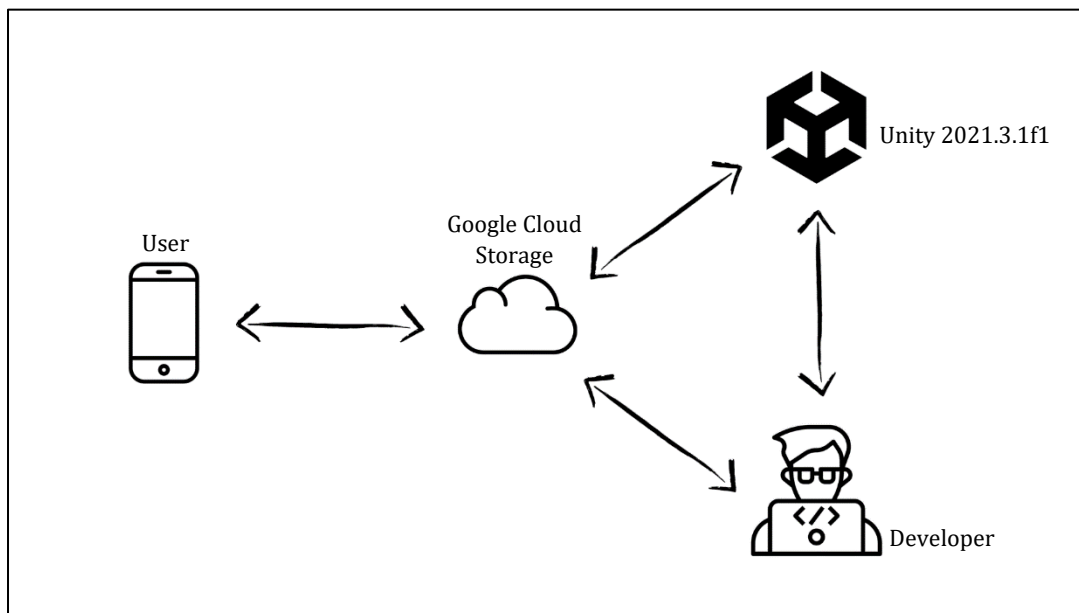 User
Google Cloud
Storage
Unity 2021.3.1f1
</>
Developer